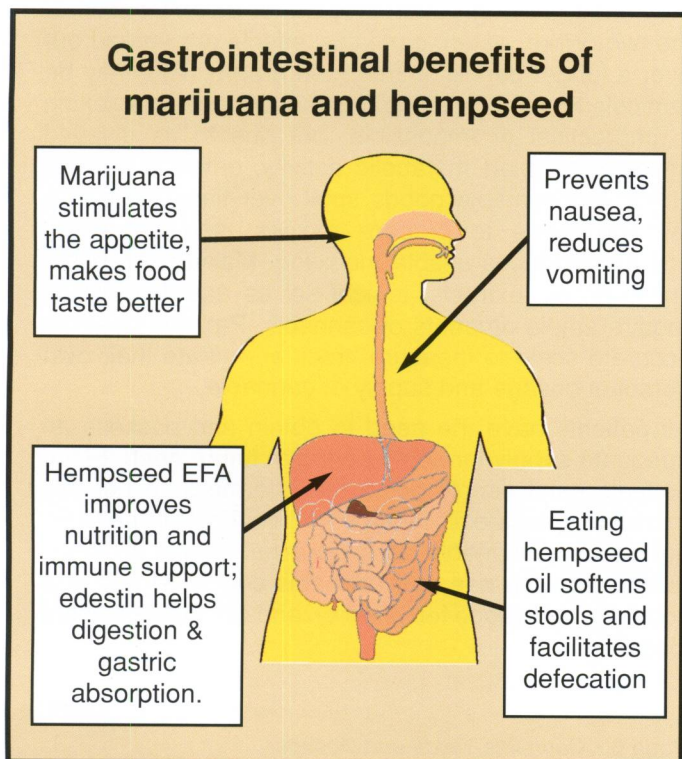 Gastrointestinal benefits of
marijuana and hempseed
Marijuana
stimulates
the appetite,
makes food
taste better
Prevents
nausea,
reduces
vomiting
Hempseed EFA
improves
nutrition and
immune support;
edestin helps
digestion &
gastric
absorption.
Eating
hempseed
oil softens
stools and
facilitates
defecation